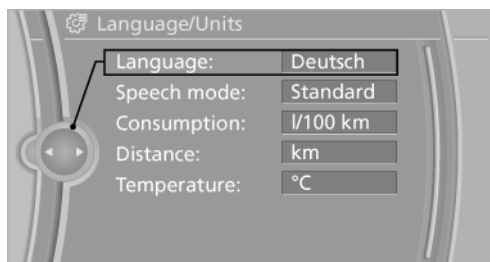 Language/Units
Language: Deutsch
Speech mode: Standard
Consumption: l/100 km
Distance: km
Temperature: °C